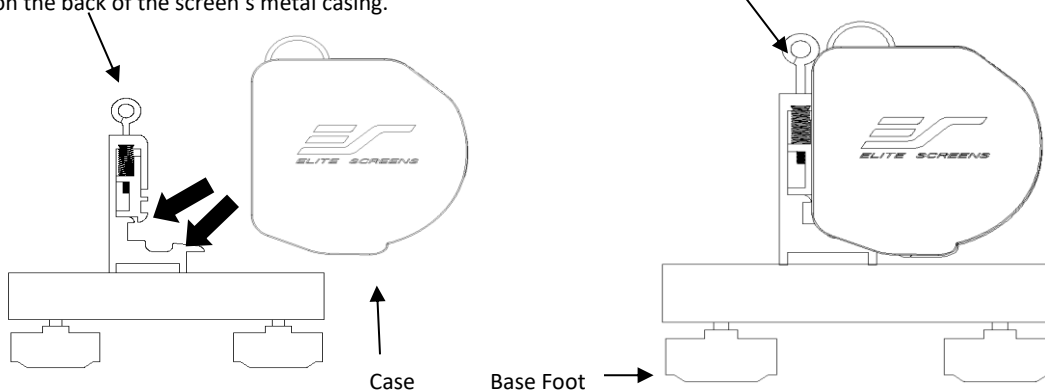 on the back of the screen's metal casing.
ELITE SCREENS
ELITE SCREENS
Case
Base Foot